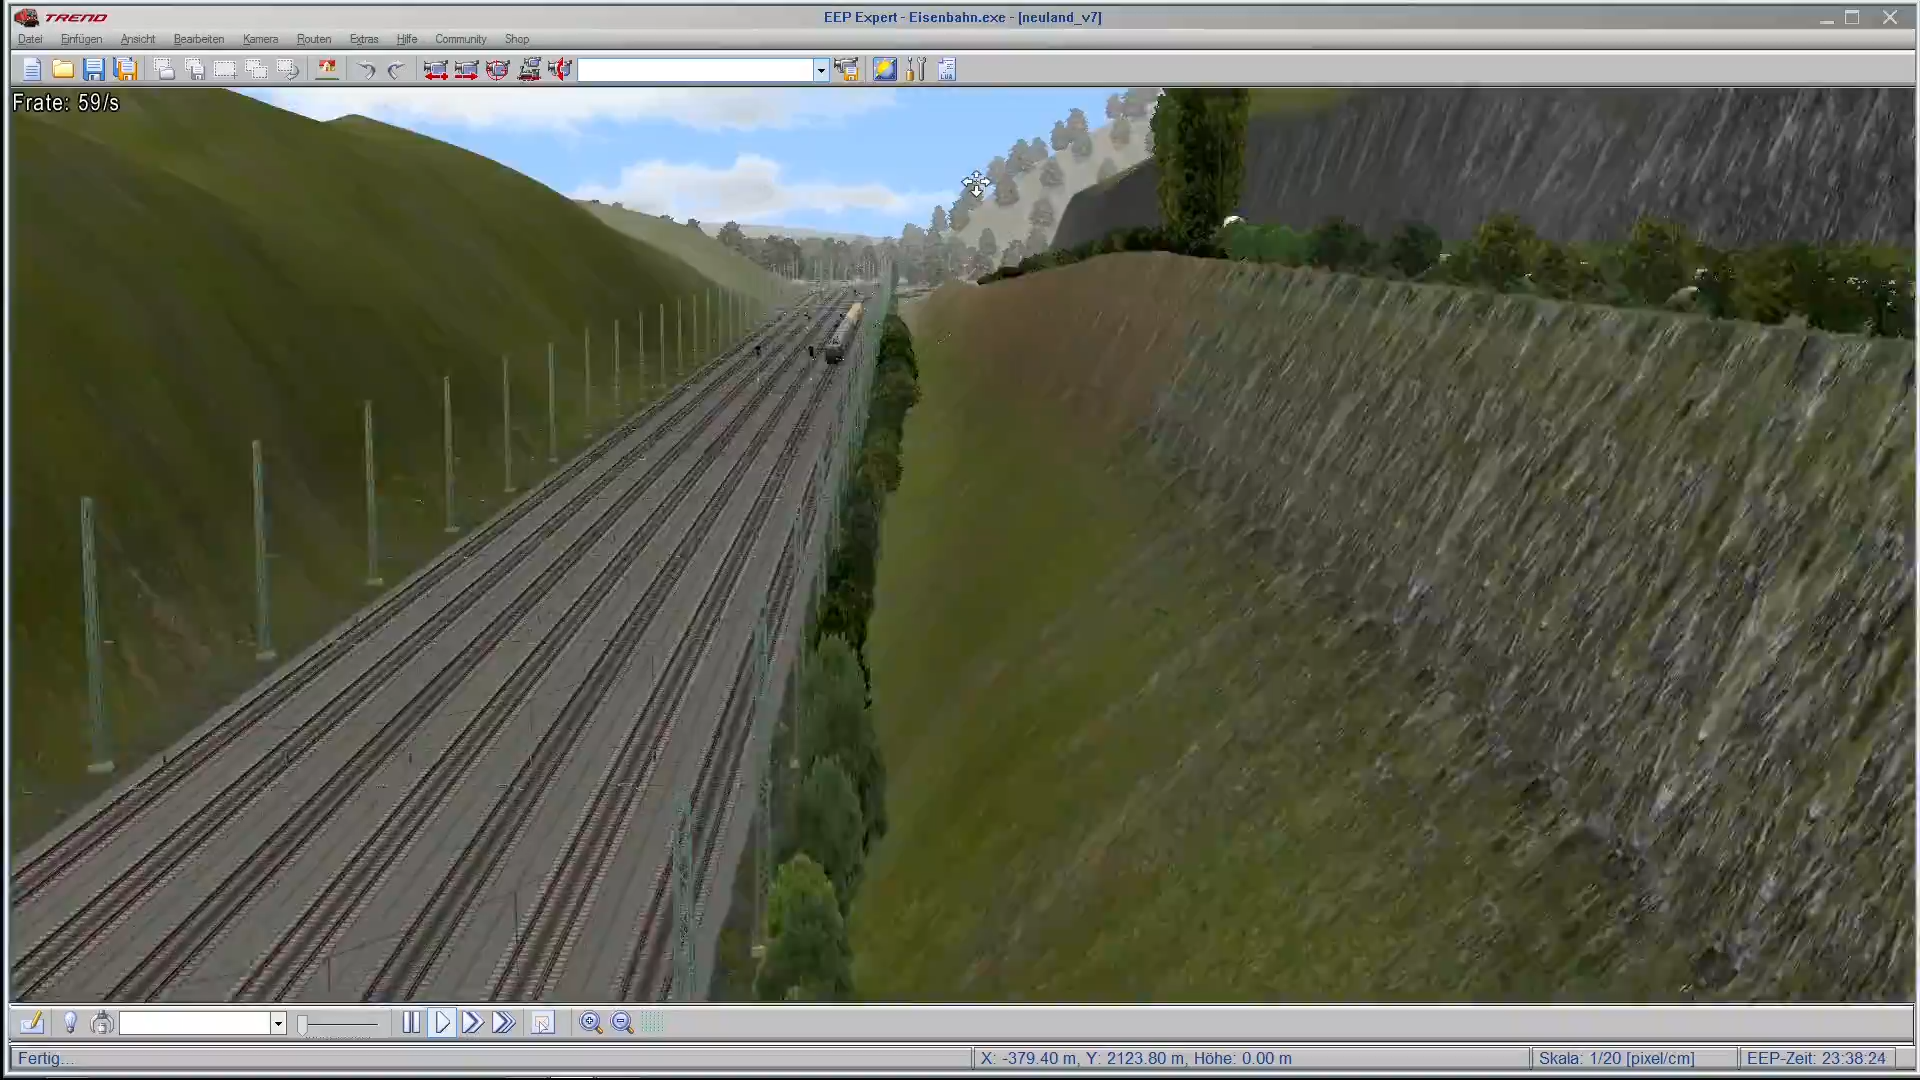 TREND
EEP Expert - Eisenbahn.exe - [neuland_v7]
Datei Einfügen Ansicht Bearbeiten Kamera Routen Extras Hilfe Community Shop
LUA
Frate: 59/s
Fertig...
X: -379.40 m, Y: 2123.80 m, Höhe: 0.00 m
Skala: 1/20 [pixel/cm]
EEP-Zeit: 23:38:24